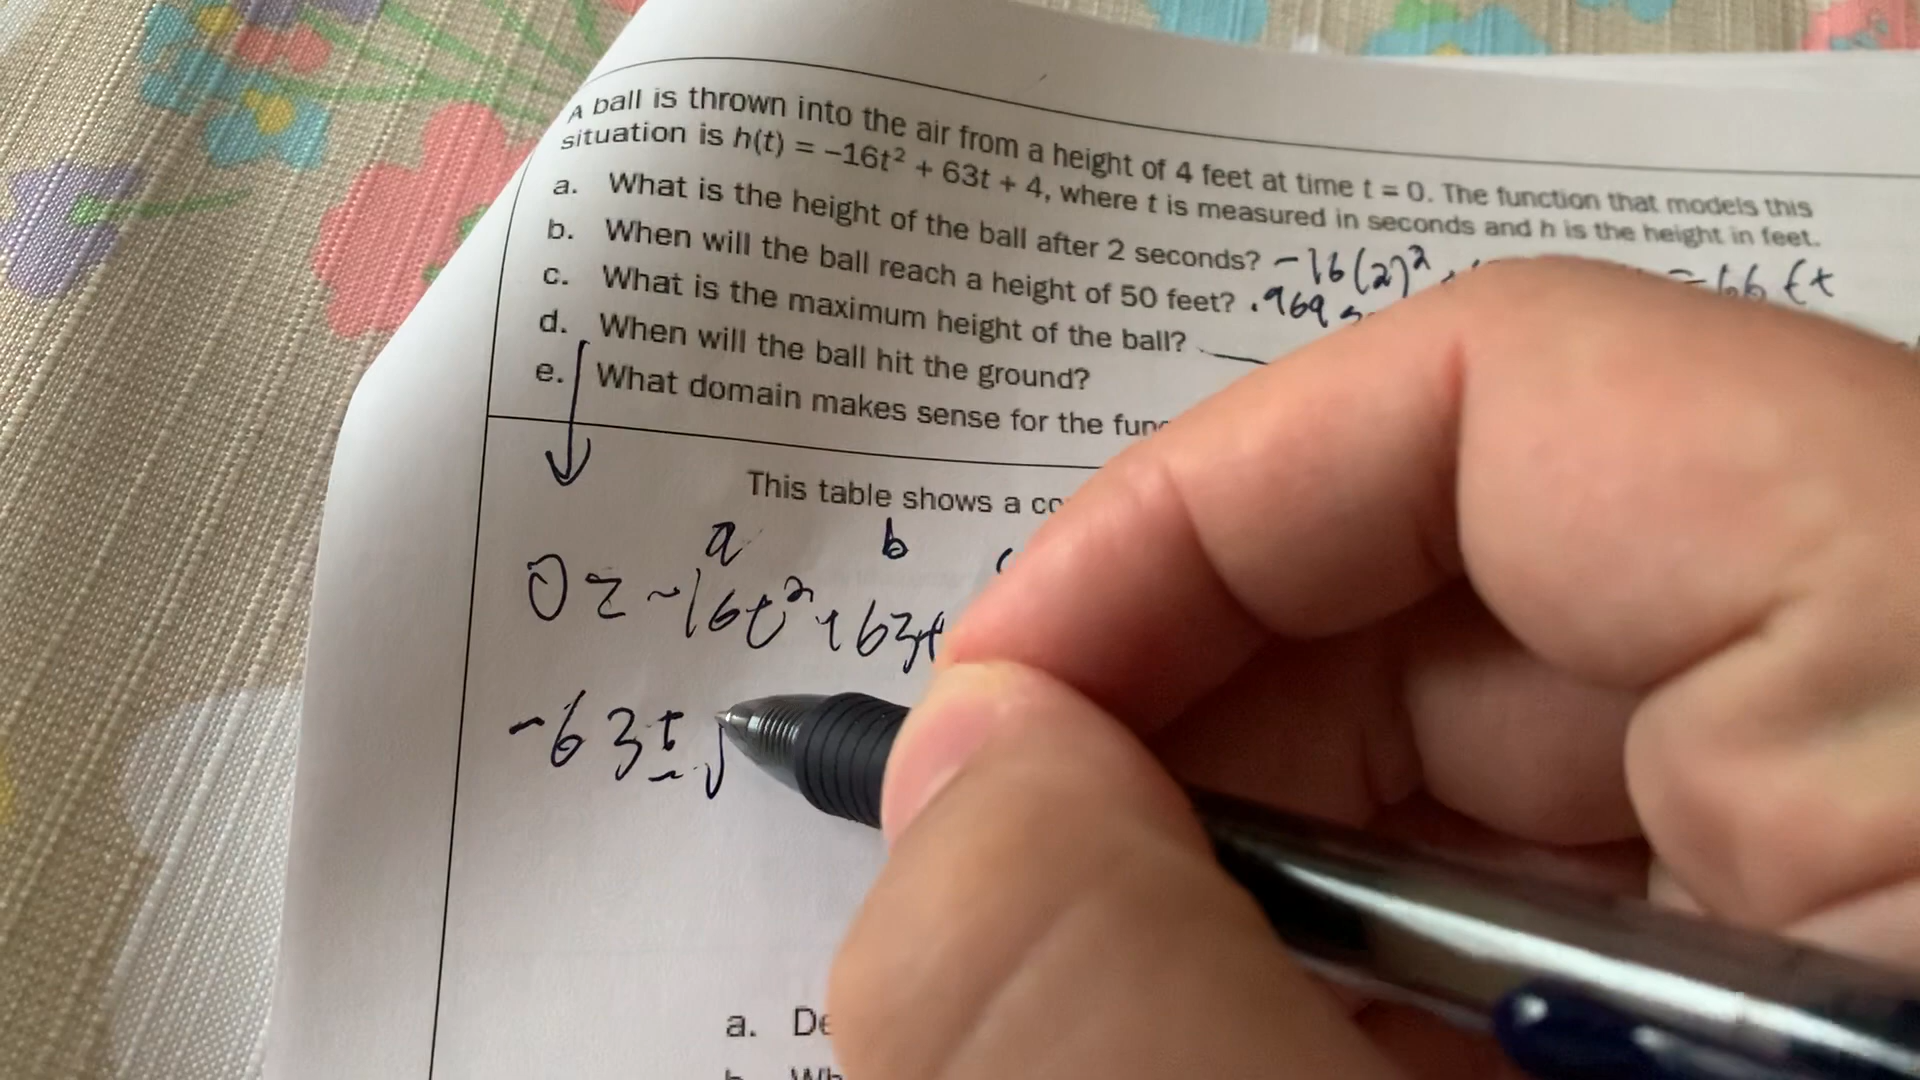 A ball is thrown into the air from a height of 4 feet at time t = 0. The function that models this
situation is h(t) = −16t² + 63t + 4, where t is measured in seconds and h is the height in feet.
a. What is the height of the ball after 2 seconds? -16(2)² = 66 ft
b. When will the ball reach a height of 50 feet? .969
c. What is the maximum height of the ball?
d. When will the ball hit the ground?
e. What domain makes sense for the
This table shows a
a b
0 = -16t² + 63t
-63 ± √
a.